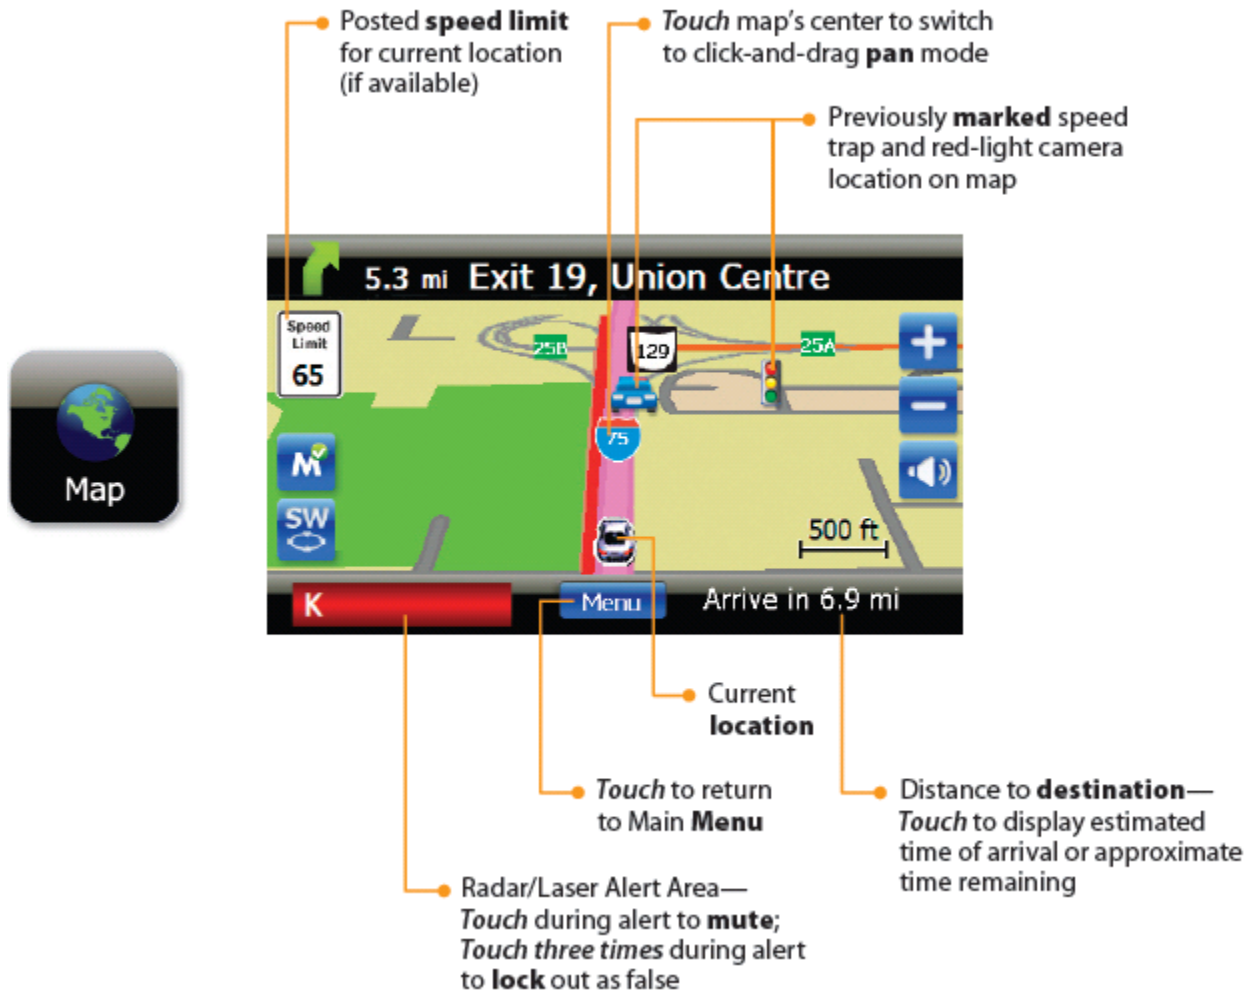 Posted speed limit
for current location
(if available)
Touch map's center to switch
to click-and-drag pan mode
Previously marked speed
trap and red-light camera
location on map
5.3 mi Exit 19, Union Centre
Speed
Limit
65
25B
129
25A
75
M
SW
500 ft
Map
K
Menu
Arrive in 6.9 mi
Current
location
Touch to return
to Main Menu
Distance to destination—
Touch to display estimated
time of arrival or approximate
time remaining
Radar/Laser Alert Area—
Touch during alert to mute;
Touch three times during alert
to lock out as false